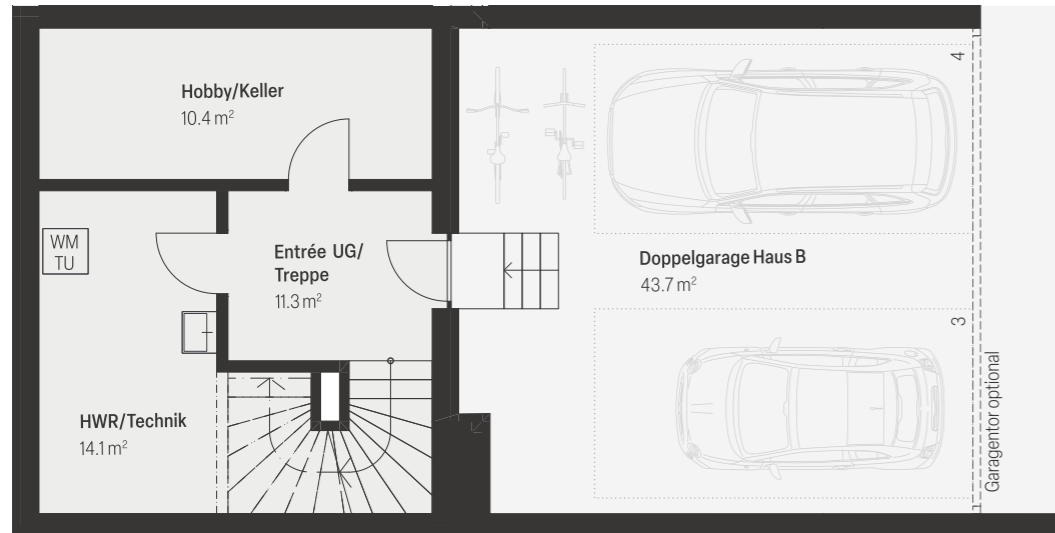 Hobby/Keller
10.4 m²
WM
TU
Entrée UG/
Treppe
11.3 m²
HWR/Technik
14.1 m²
4
Doppelgarage Haus B
43.7 m²
3
Garagentor optional